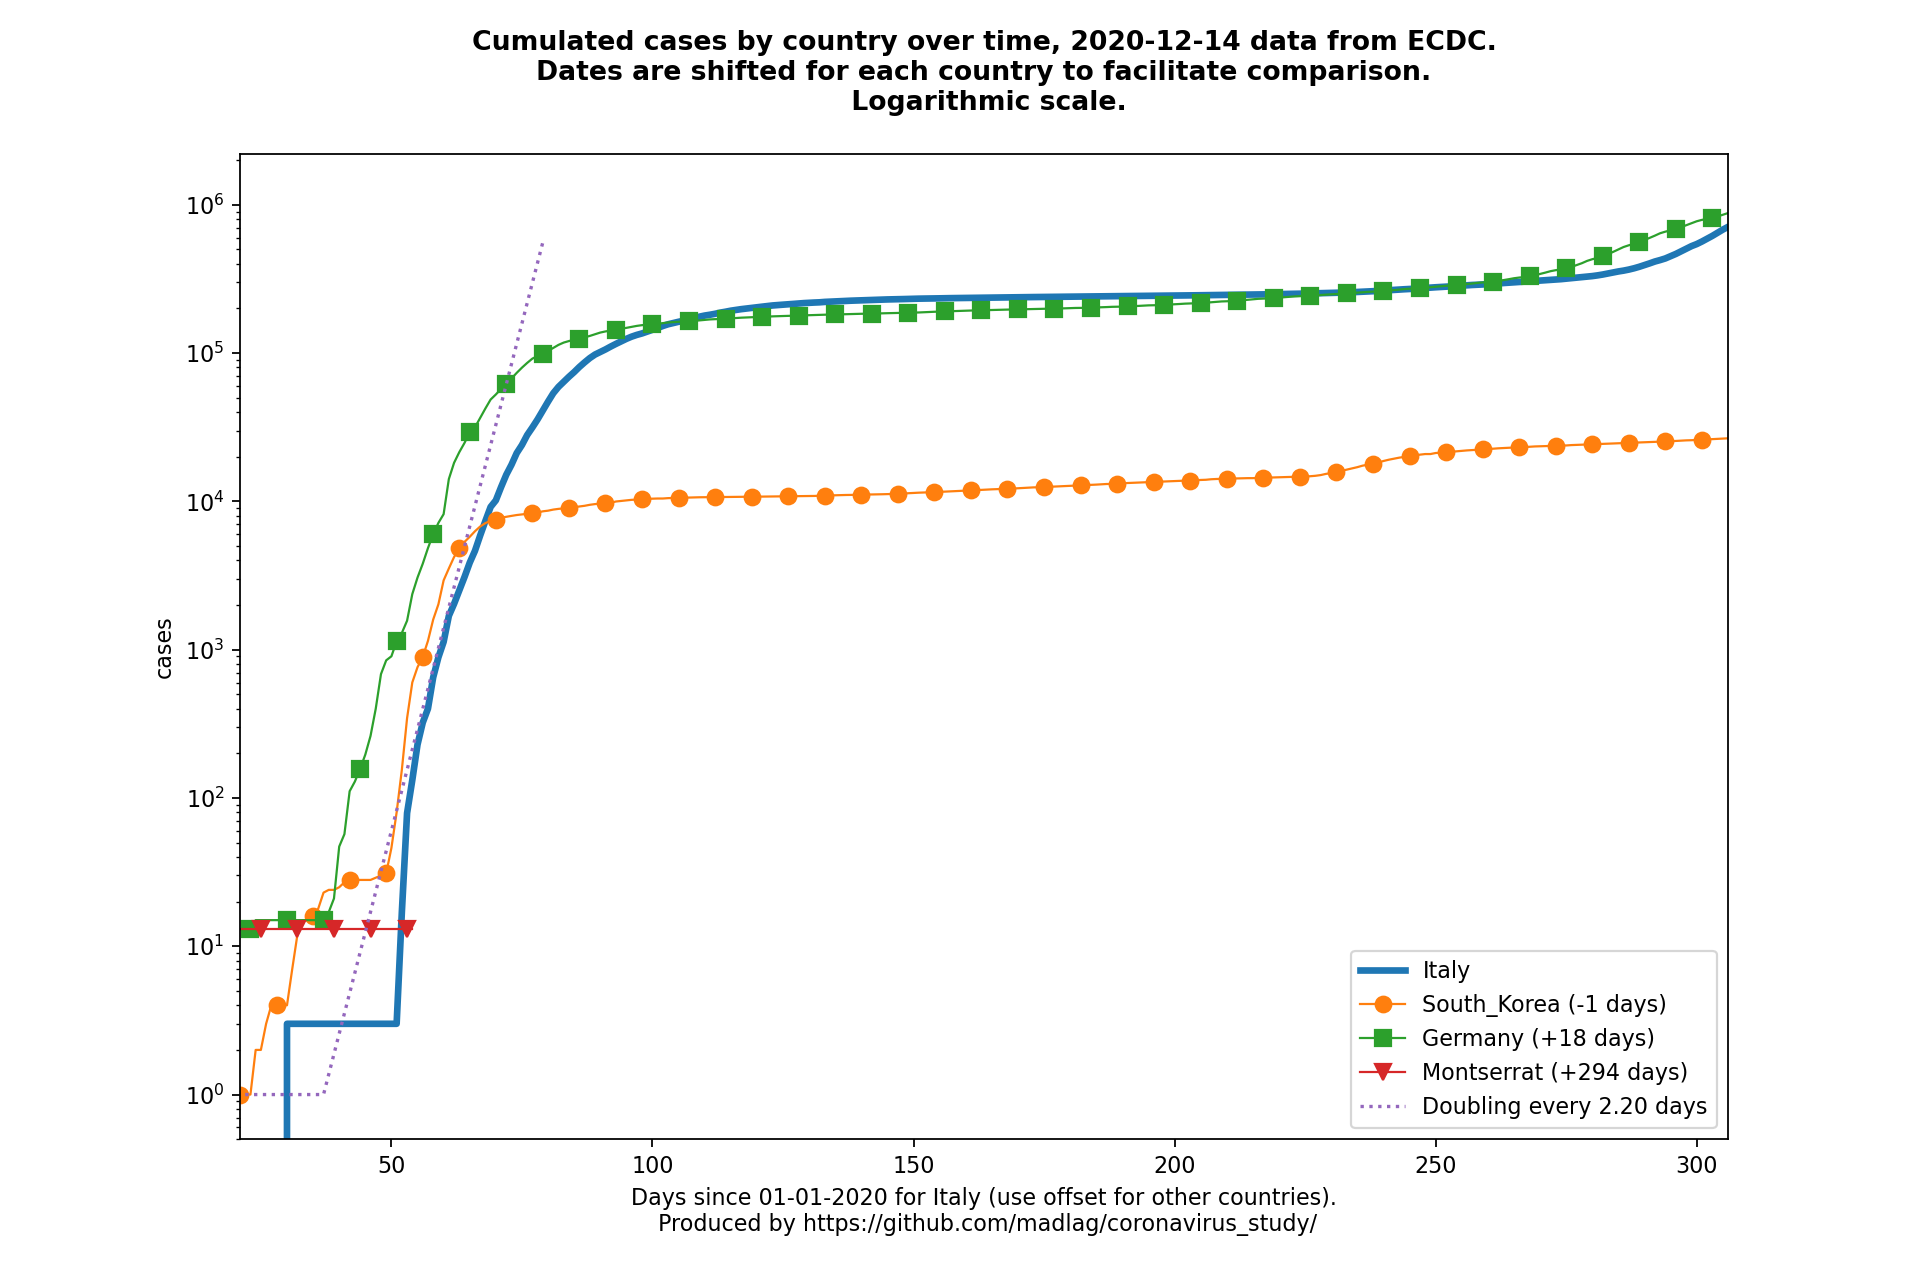 Cumulated cases by country over time, 2020-12-14 data from ECDC.
Dates are shifted for each country to facilitate comparison.
Logarithmic scale.
10^6
10^5
10^4
10^3
10^2
10^1
10^0
cases
Italy
South_Korea (-1 days)
Germany (+18 days)
Montserrat (+294 days)
Doubling every 2.20 days
50 100 150 200 250 300
Days since 01-01-2020 for Italy (use offset for other countries).
Produced by https://github.com/madlag/coronavirus_study/